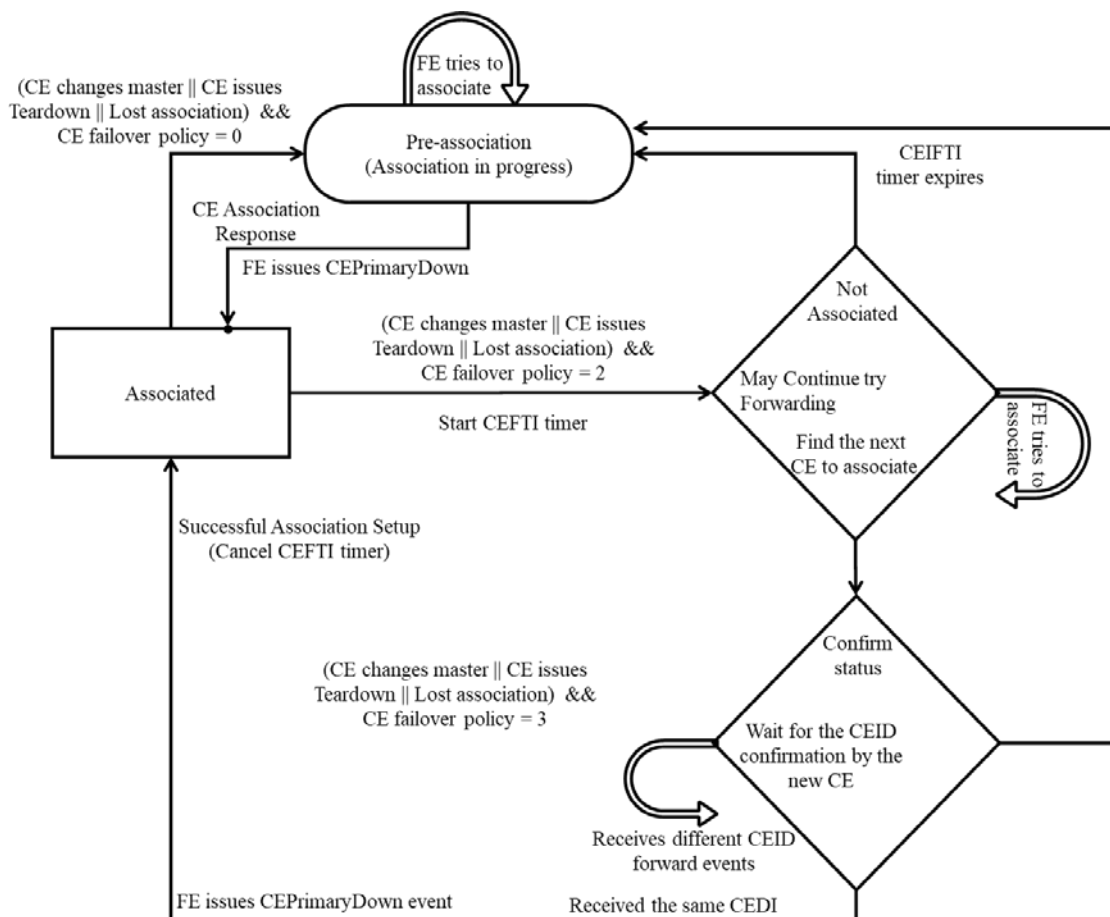 FE tries to
associate
(CE changes master || CE issues
Teardown || Lost association) &&
CE failover policy = 0
Pre-association
(Association in progress)
CEIFTI
timer expires
CE Association
Response
FE issues CEPrimaryDown
Not
Associated
(CE changes master || CE issues
Teardown || Lost association) &&
CE failover policy = 2
Associated
May Continue try
Forwarding
Start CEFTI timer
Find the next
CE to associate
FE tries to
associate
Successful Association Setup
(Cancel CEFTI timer)
Confirm
status
(CE changes master || CE issues
Teardown || Lost association) &&
CE failover policy = 3
Wait for the CEID
confirmation by the
new CE
Receives different CEID
forward events
FE issues CEPrimaryDown event
Received the same CEDI